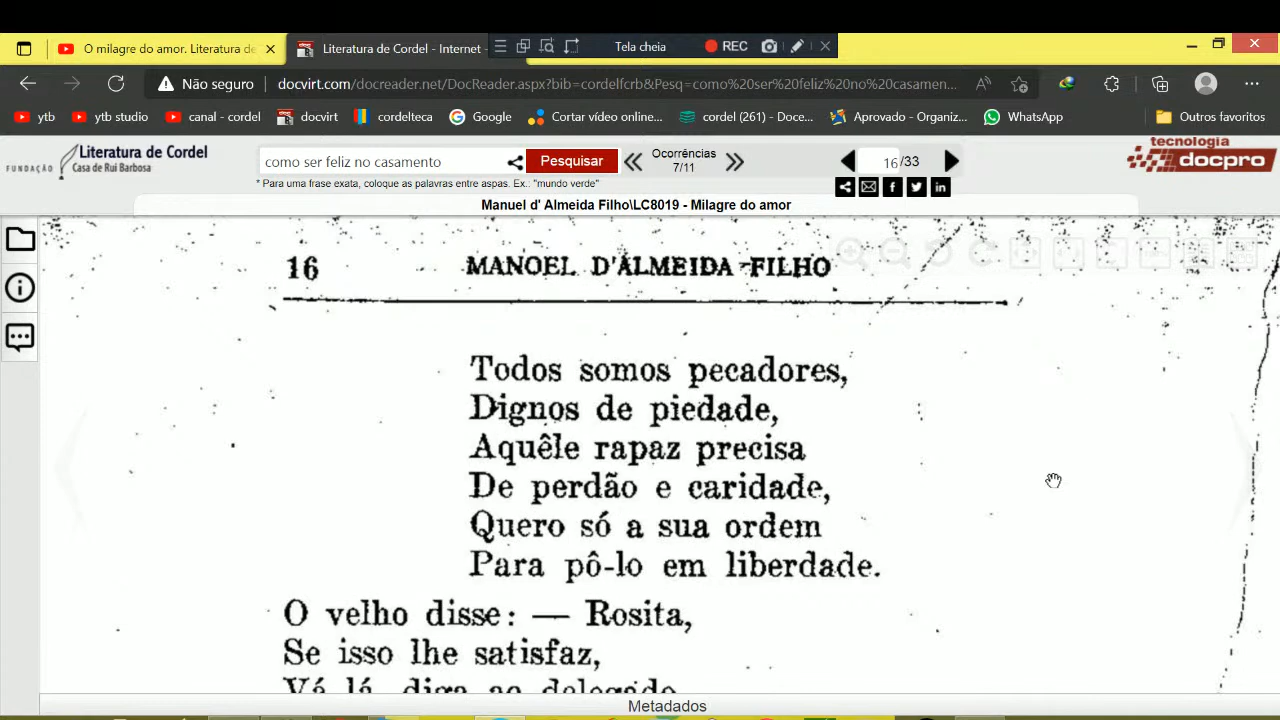 O milagre do amor. Literatura de
Literatura de Cordel - Internet
Tela cheia
REC
Não seguro
docvirt.com/docreader.net/DocReader.aspx?bib=cordelfcrb&Pesq=como%20ser%20feliz%20no%20casamen...
ytb
ytb studio
canal - cordel
docvirt
cordelteca
Google
Cortar vídeo online...
cordel (261) - Doce...
Aprovado - Organiz...
WhatsApp
Outros favoritos
FUNDAÇÃO
Literatura de Cordel
Casa de Rui Barbosa
como ser feliz no casamento
Pesquisar
Ocorrências
7/11
16 /33
tecnologia
docpro
* Para uma frase exata, coloque as palavras entre aspas. Ex.: "mundo verde"
Manuel d' Almeida Filho\LC8019 - Milagre do amor
16 MANOEL D'ALMEIDA FILHO
Todos somos pecadores,
Dignos de piedade,
Aquêle rapaz precisa
De perdão e caridade,
Quero só a sua ordem
Para pô-lo em liberdade.
O velho disse: — Rosita,
Se isso lhe satisfaz,
Vá lá, diga ao delegado
Metadados